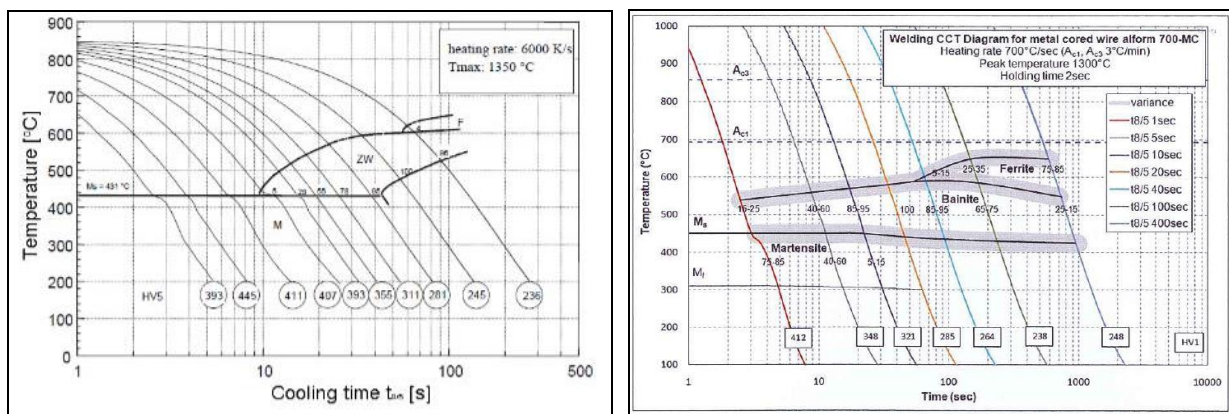 900
800
700
600
500
400
300
200
100
0
Temperature [°C]
heating rate: 6000 K/s
Tmax: 1350 °C
F
4
ZW
96
100
Ms = 431 °C
5
29
55
78
M
HV5
393
445
411
407
393
355
311
281
245
236
1
10
100
500
Cooling time
[s]
1000
900
800
700
600
500
400
300
200
100
Temperature (°C)
Welding CCT Diagram for metal cored wire alform 700-MC
Heating rate 700°C/sec (Ac1, Ac3 3°C/min)
Peak temperature 1300°C
Holding time 2sec
Ac3
Ac1
variance
t8/5 1sec
t8/5 5sec
t8/5 10sec
t8/5 20sec
t8/5 40sec
t8/5 100sec
t8/5 400sec
5-15
25-35
75-85
Ferrite
Bainite
40-60
85-95
100
85-95
65-75
25-15
Ms
Martensite
75-85
40-60
5-15
Mf
412
348
321
285
264
238
248
HV1
1
10
100
1000
10000
Time (sec)